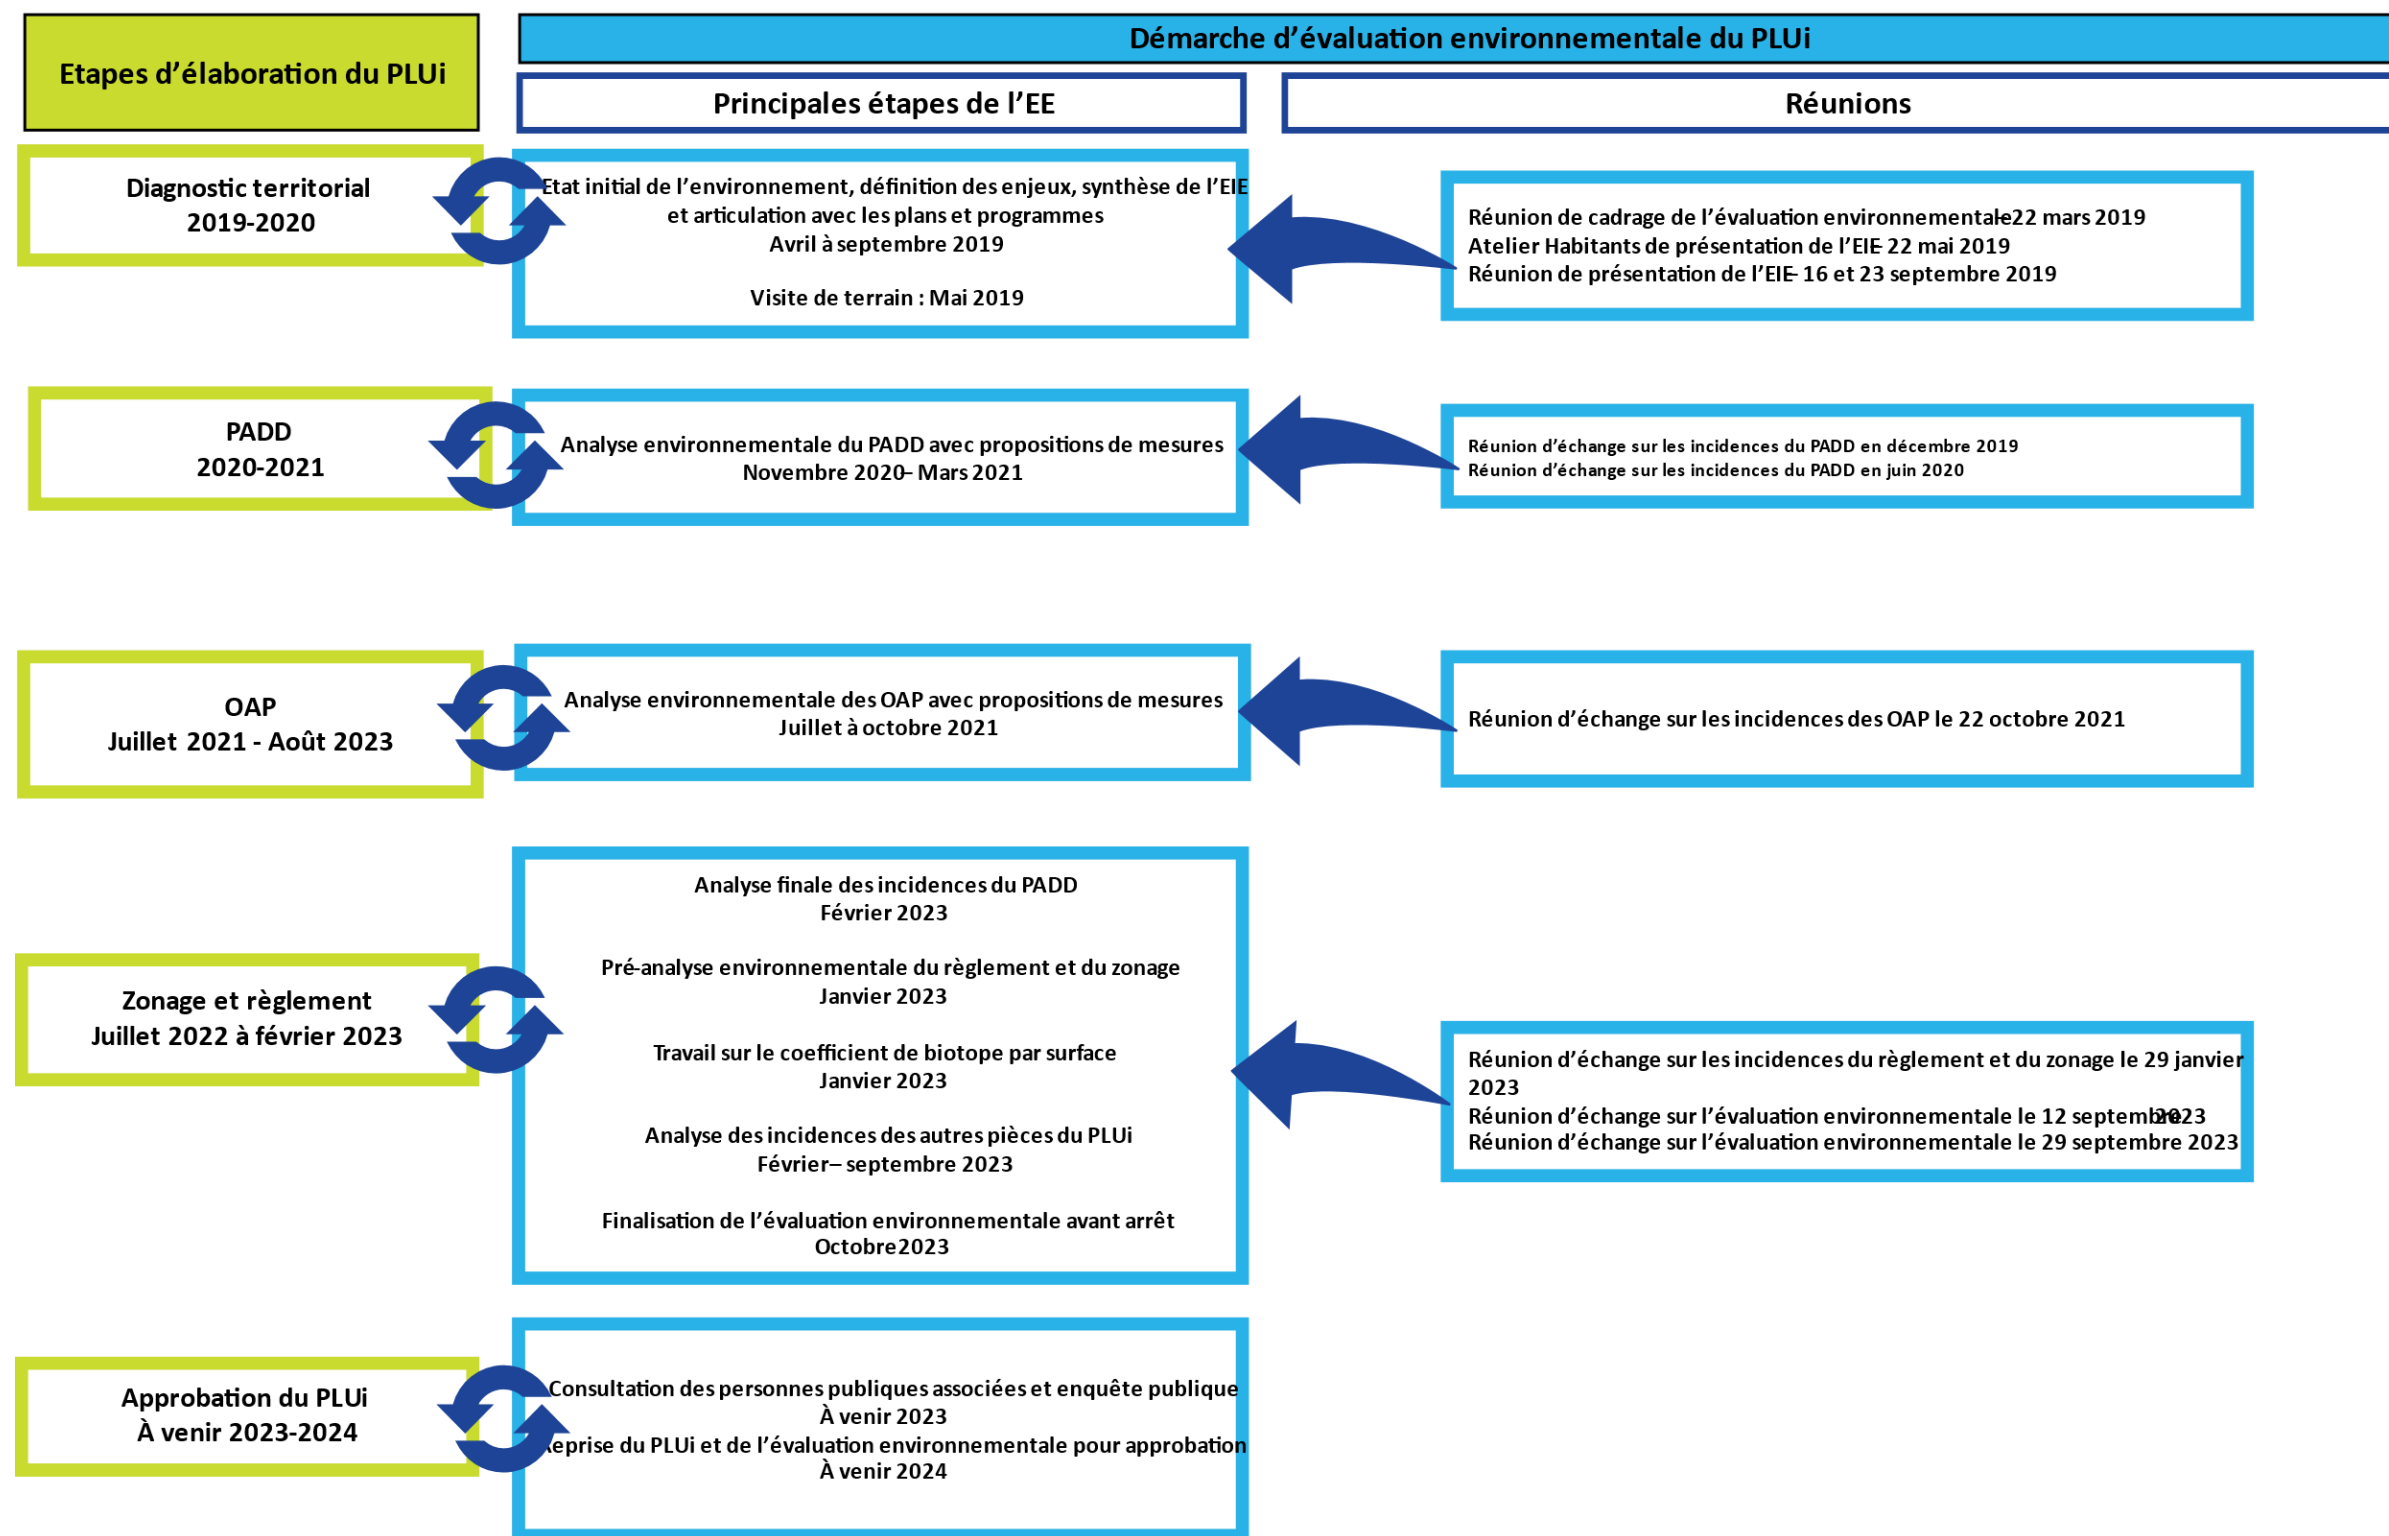 Etapes d’élaboration du PLUi
Démarche d’évaluation environnementale du PLUi
Principales étapes de l’EE
Réunions
Diagnostic territorial
2019-2020
Etat initial de l’environnement, définition des enjeux, synthèse de l’EIE
et articulation avec les plans et programmes
Avril à septembre 2019
Visite de terrain : Mai 2019
Réunion de cadrage de l’évaluation environnementale – 22 mars 2019
Atelier Habitants de présentation de l’EIE – 22 mai 2019
Réunion de présentation de l’EIE – 16 et 23 septembre 2019
PADD
2020-2021
Analyse environnementale du PADD avec propositions de mesures
Novembre 2020 – Mars 2021
Réunion d’échange sur les incidences du PADD en décembre 2019
Réunion d’échange sur les incidences du PADD en juin 2020
OAP
Juillet 2021 - Août 2023
Analyse environnementale des OAP avec propositions de mesures
Juillet à octobre 2021
Réunion d’échange sur les incidences des OAP le 22 octobre 2021
Zonage et règlement
Juillet 2022 à février 2023
Analyse finale des incidences du PADD
Février 2023
Pré-analyse environnementale du règlement et du zonage
Janvier 2023
Travail sur le coefficient de biotope par surface
Janvier 2023
Analyse des incidences des autres pièces du PLUi
Février – septembre 2023
Finalisation de l’évaluation environnementale avant arrêt
Octobre 2023
Réunion d’échange sur les incidences du règlement et du zonage le 29 janvier
2023
Réunion d’échange sur l’évaluation environnementale le 12 septembre 2023
Réunion d’échange sur l’évaluation environnementale le 29 septembre 2023
Approbation du PLUi
À venir 2023-2024
Consultation des personnes publiques associées et enquête publique
À venir 2023
Reprise du PLUi et de l’évaluation environnementale pour approbation
À venir 2024